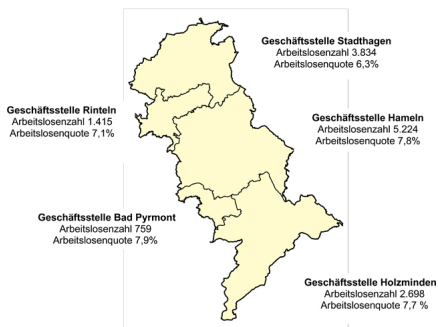 Geschäftsstelle Stadthagen
Arbeitslosenzahl 3.834
Arbeitslosenquote 6,3%
Geschäftsstelle Rinteln
Arbeitslosenzahl 1.415
Arbeitslosenquote 7,1%
Geschäftsstelle Hameln
Arbeitslosenzahl 5.224
Arbeitslosenquote 7,8%
Geschäftsstelle Bad Pyrmont
Arbeitslosenzahl 759
Arbeitslosenquote 7,9%
Geschäftsstelle Holzminden
Arbeitslosenzahl 2.698
Arbeitslosenquote 7,7 %